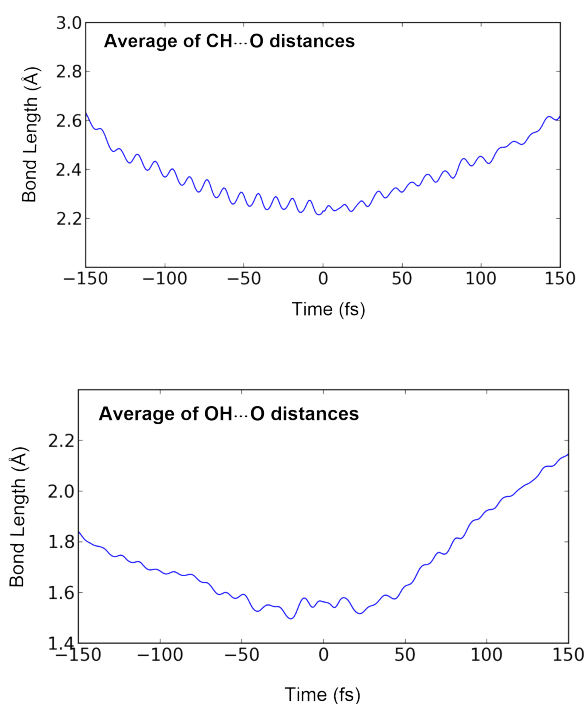 3.0
Average of CH···O distances
2.8
2.6
2.4
2.2
Bond Length (Å)
−150 −100 −50 0 50 100 150
Time (fs)
Average of OH···O distances
2.2
2.0
1.8
1.6
1.4
Bond Length (Å)
−150 −100 −50 0 50 100 150
Time (fs)